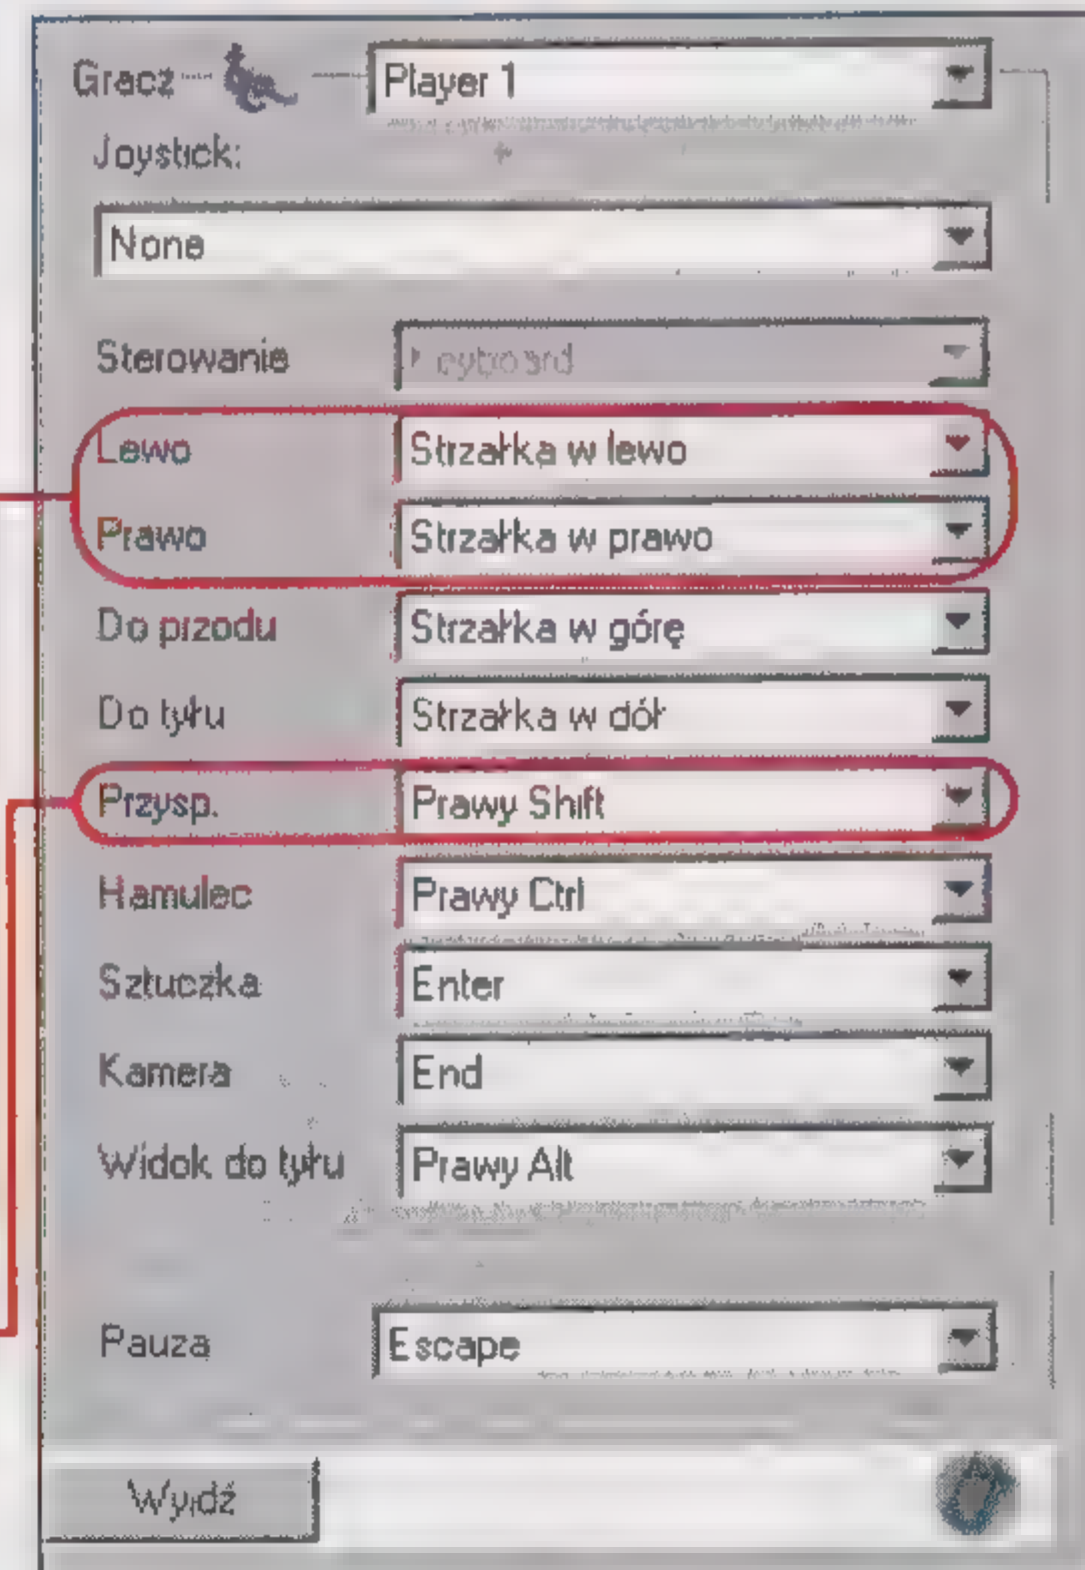 Gracz Player 1
Joystick:
None
Sterowanie Keyboard
Lewo Strzałka w lewo
Prawo Strzałka w prawo
Do przodu Strzałka w górę
Do tyłu Strzałka w dół
Przysp. Prawy Shift
Hamulec Prawy Ctrl
Sztuczka Enter
Kamera End
Widok do tyłu Prawy Alt
Pauza Escape
Wyjdź